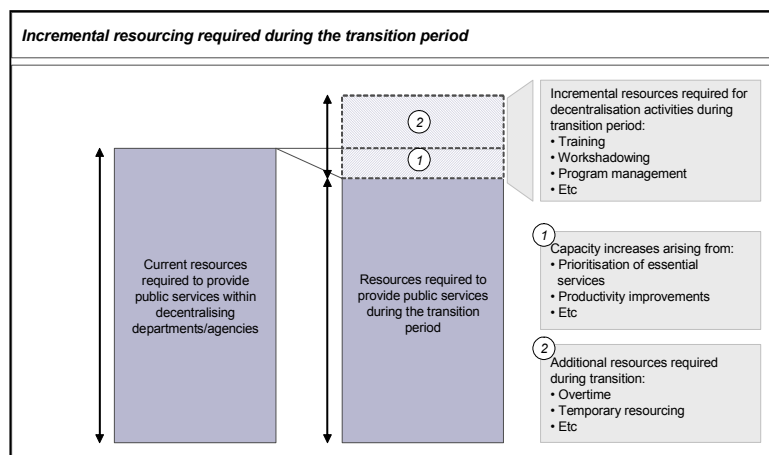 Incremental resourcing required during the transition period
2
1
Current resources
required to provide
public services within
decentralising
departments/agencies
Resources required to
provide public services
during the transition
period
Incremental resources required for
decentralisation activities during
transition period:
• Training
• Workshadowing
• Program management
• Etc
1
Capacity increases arising from:
• Prioritisation of essential
services
• Productivity improvements
• Etc
2
Additional resources required
during transition:
• Overtime
• Temporary resourcing
• Etc